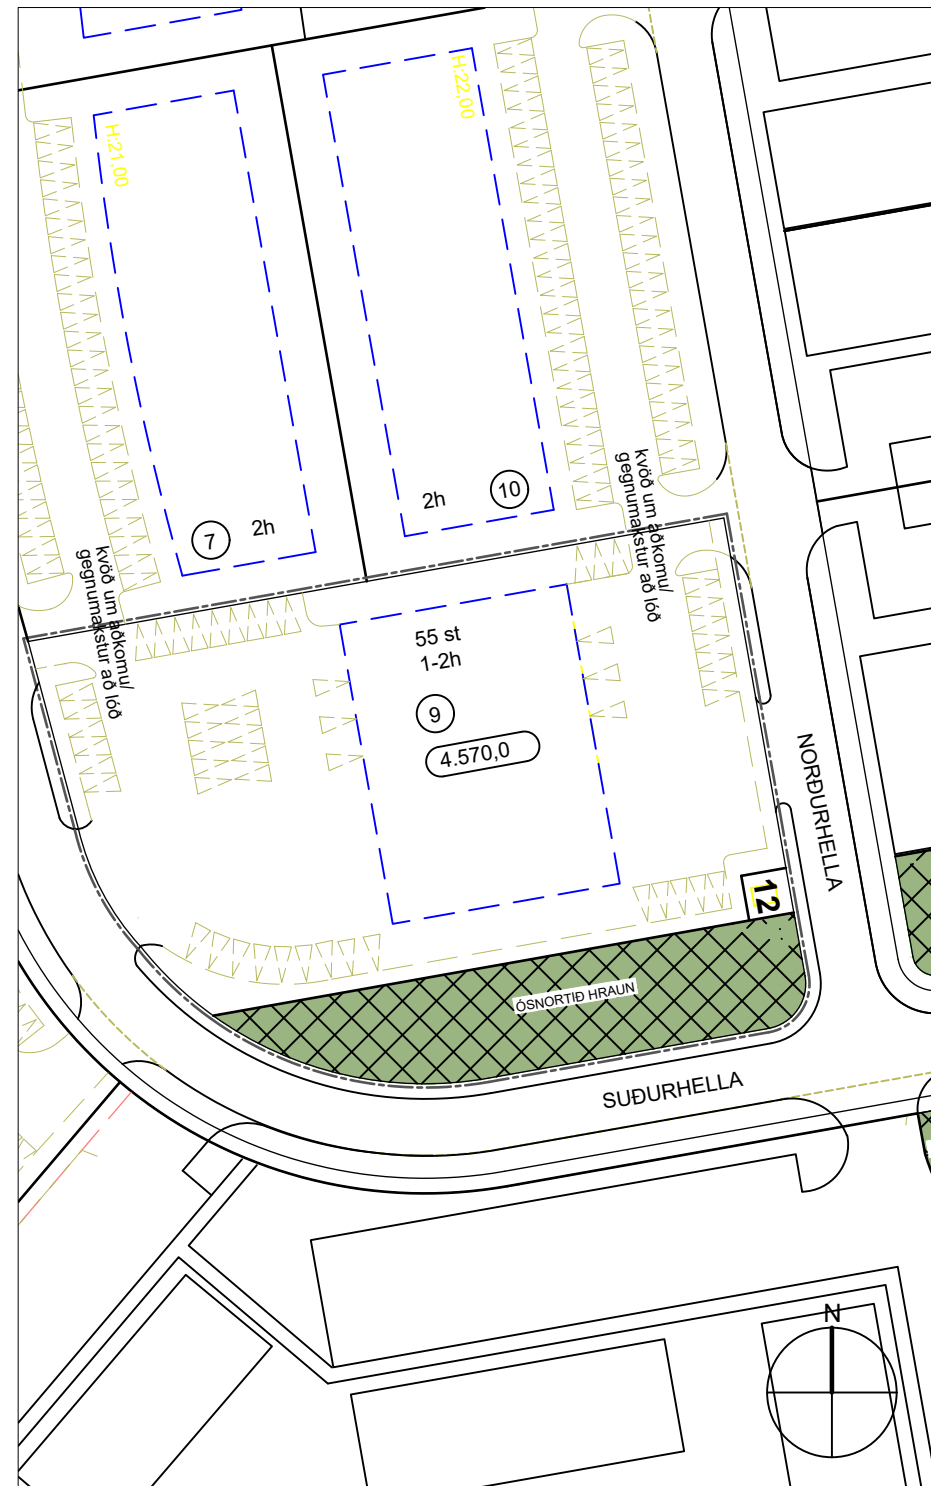 H:22,00
H:21,00
kvöð um aðkomu/
gegnumakstur að lóð
2h
10
7
2h
kvöð um aðkomu/
gegnumakstur að lóð
55 st
1-2h
9
4.570,0
NORÐURHELLA
12
ÓSNORTIÐ HRAUN
SUÐURHELLA
N